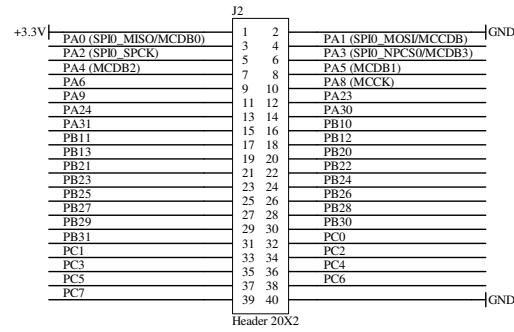 J2
+3.3V 1 2 GND
PA0 (SPI0_MISO/MCDB0) 3 4 PA1 (SPI0_MOSI/MCCDB)
PA2 (SPI0_SPCK) 5 6 PA3 (SPI0_NPCS0/MCDB3)
PA4 (MCDB2) 7 8 PA5 (MCDB1)
PA6 9 10 PA8 (MCCK)
PA9 11 12 PA23
PA24 13 14 PA30
PA31 15 16 PB10
PB11 17 18 PB12
PB13 19 20 PB20
PB21 21 22 PB22
PB23 23 24 PB24
PB25 25 26 PB26
PB27 27 28 PB28
PB29 29 30 PB30
PB31 31 32 PC0
PC1 33 34 PC2
PC3 35 36 PC4
PC5 37 38 PC6
PC7 39 40 GND
Header 20X2